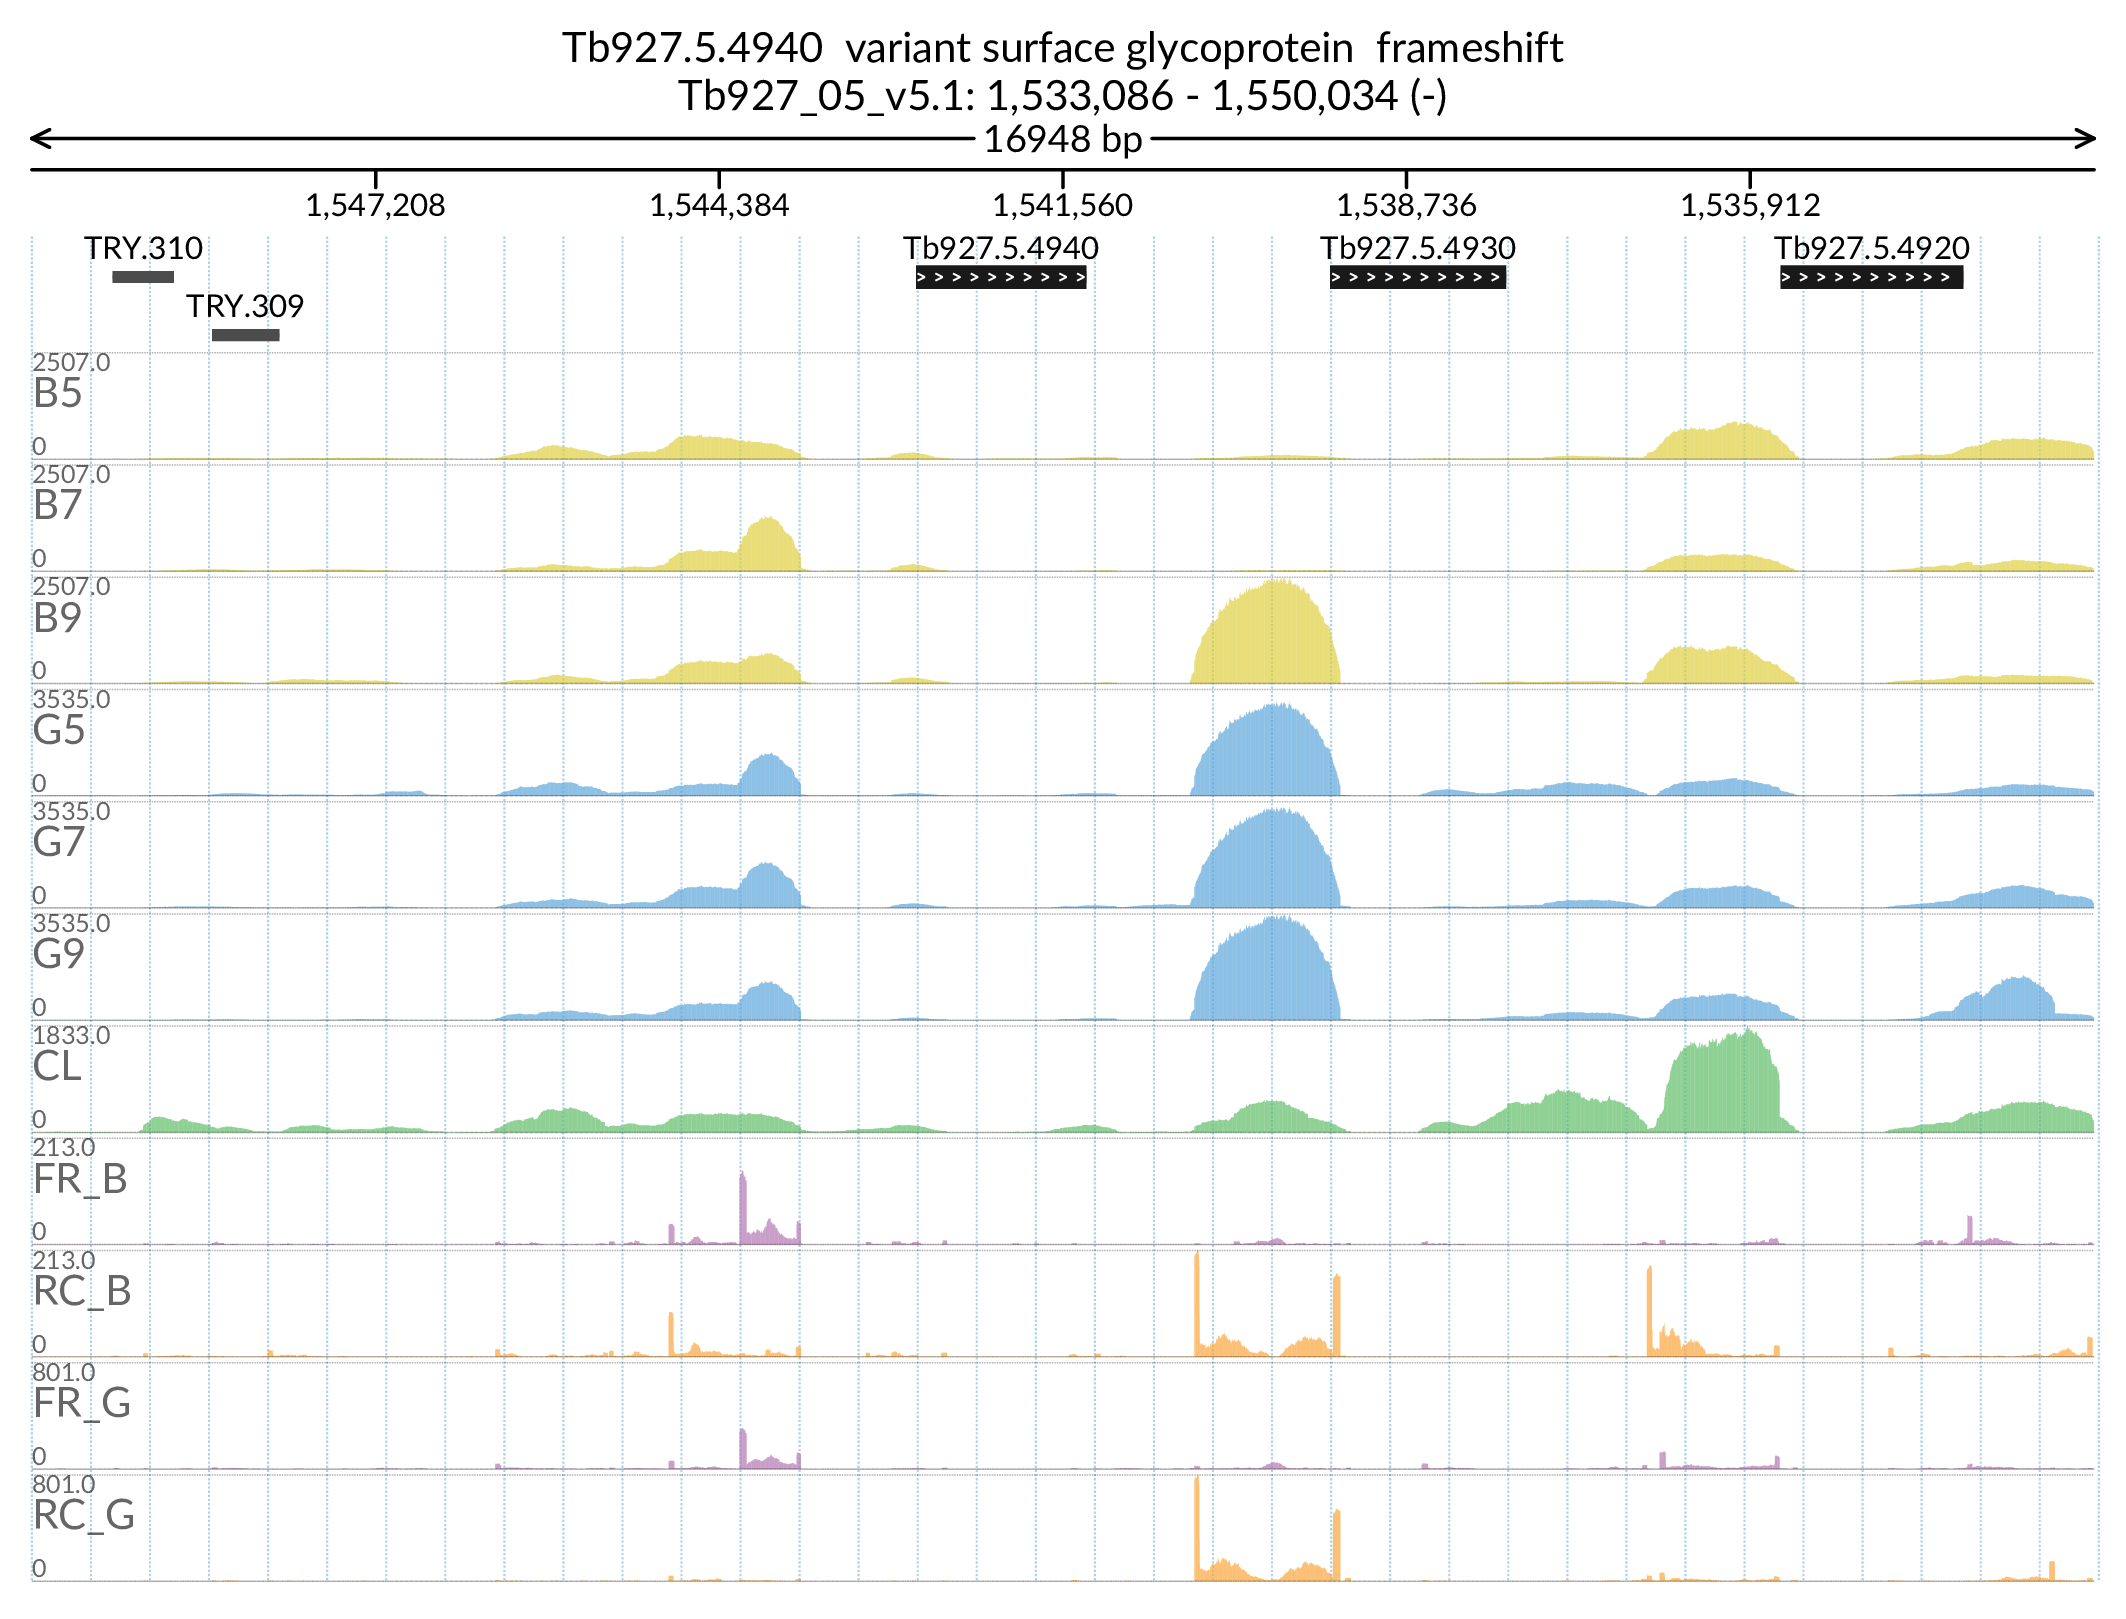 Tb927.5.4940  variant surface glycoprotein  frameshift
Tb927_05_v5.1: 1,533,086 - 1,550,034 (-)
16948 bp
1,547,208 1,544,384 1,541,560 1,538,736 1,535,912
TRY.310 Tb927.5.4940 Tb927.5.4930 Tb927.5.4920
TRY.309
2507.0
B5
0
2507.0
B7
0
2507.0
B9
0
3535.0
G5
0
3535.0
G7
0
3535.0
G9
0
1833.0
CL
0
213.0
FR_B
0
213.0
RC_B
0
801.0
FR_G
0
801.0
RC_G
0